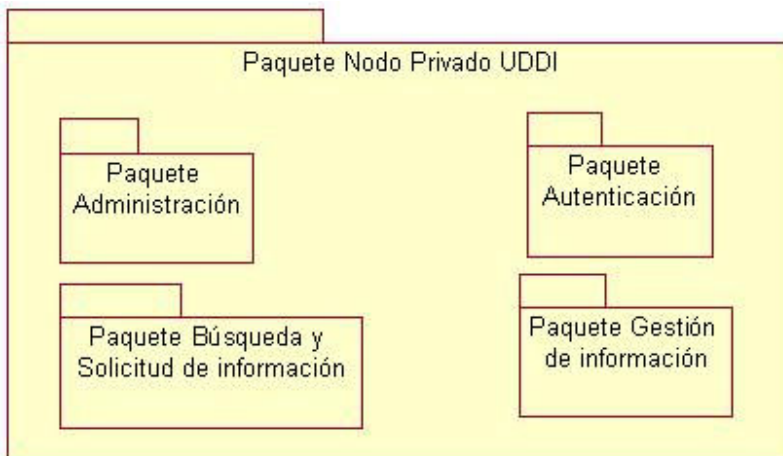 Paquete Nodo Privado UDDI
Paquete
Administración
Paquete
Autenticación
Paquete Búsqueda y
Solicitud de información
Paquete Gestión
de información